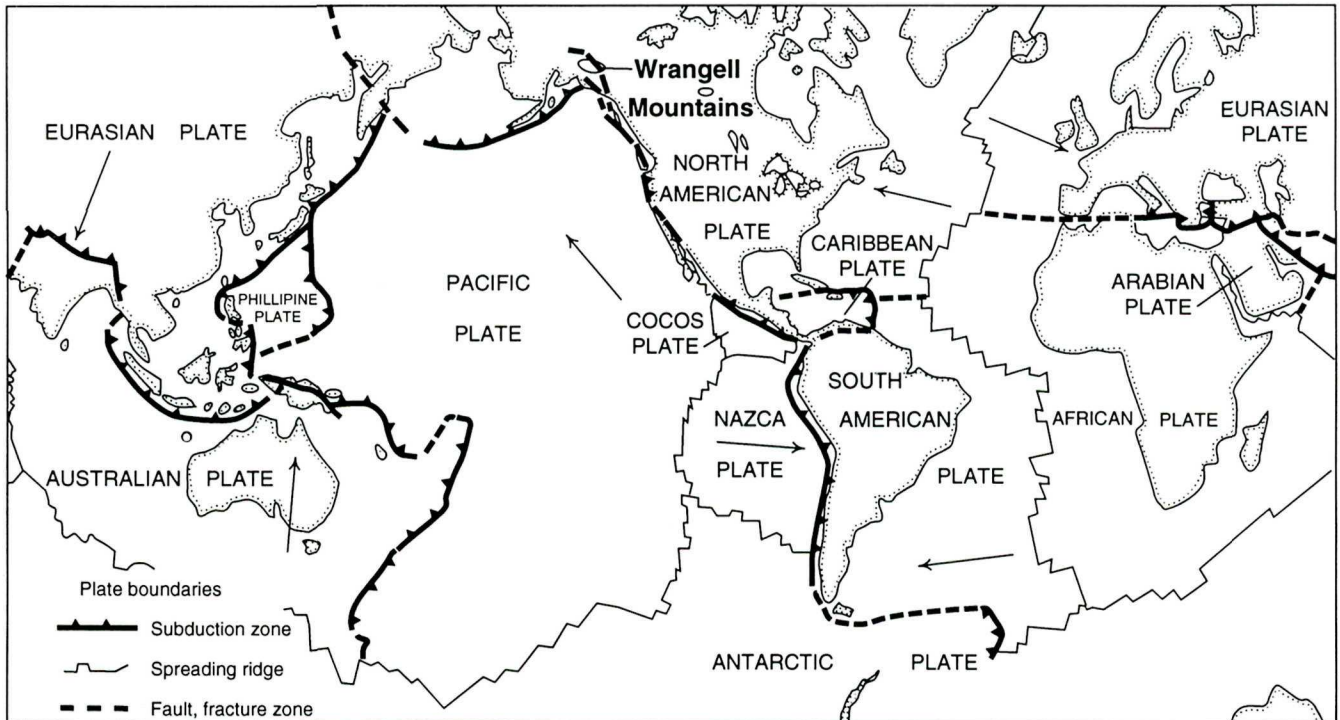 Wrangell
Mountains
EURASIAN PLATE
EURASIAN
PLATE
NORTH
AMERICAN
PLATE
CARIBBEAN
PLATE
ARABIAN
PLATE
PHILLIPINE
PLATE
PACIFIC
PLATE
COCOS
PLATE
SOUTH
AMERICAN
PLATE
NAZCA
PLATE
AFRICAN PLATE
AUSTRALIAN PLATE
ANTARCTIC PLATE
Plate boundaries
Subduction zone
Spreading ridge
Fault, fracture zone